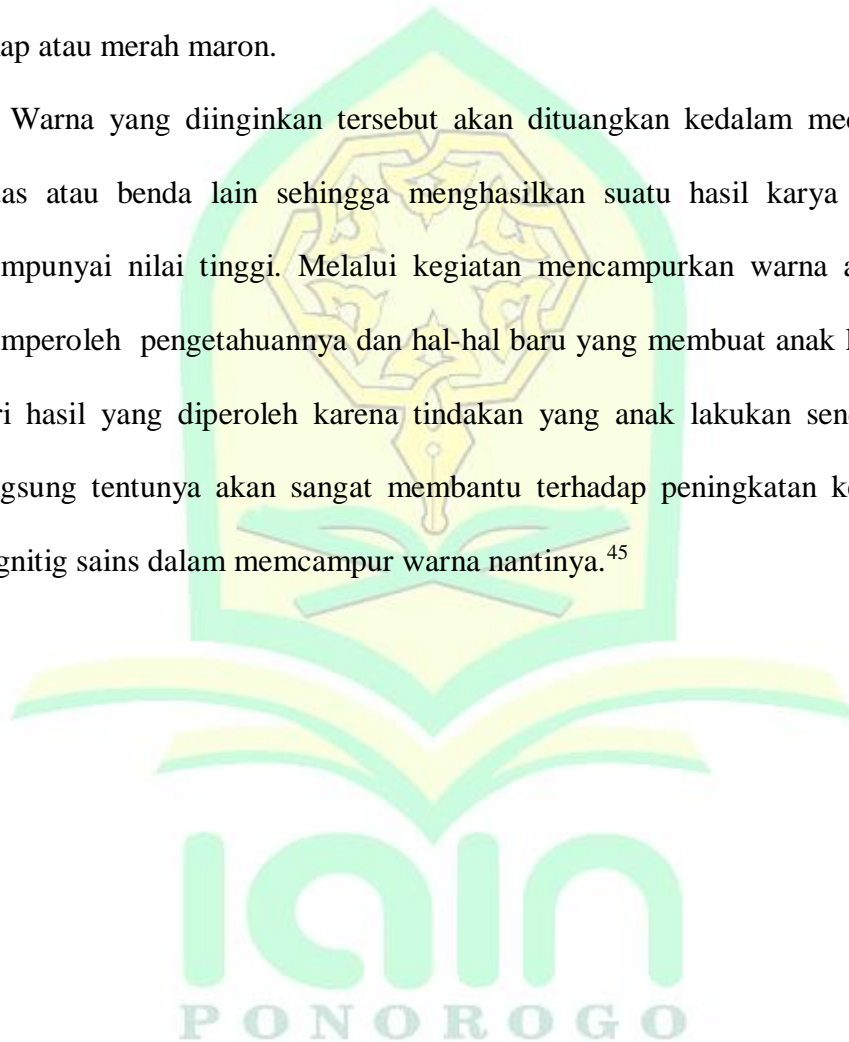 ap atau merah maron.
Warna yang diinginkan tersebut akan dituangkan kedalam me
as atau benda lain sehingga menghasilkan suatu hasil karya
mpunyai nilai tinggi. Melalui kegiatan mencampurkan warna a
mperoleh pengetahuannya dan hal-hal baru yang membuat anak
ri hasil yang diperoleh karena tindakan yang anak lakukan sen
gsung tentunya akan sangat membantu terhadap peningkatan ke
gnitig sains dalam memcampur warna nantinya.45
iain
PONOROGO